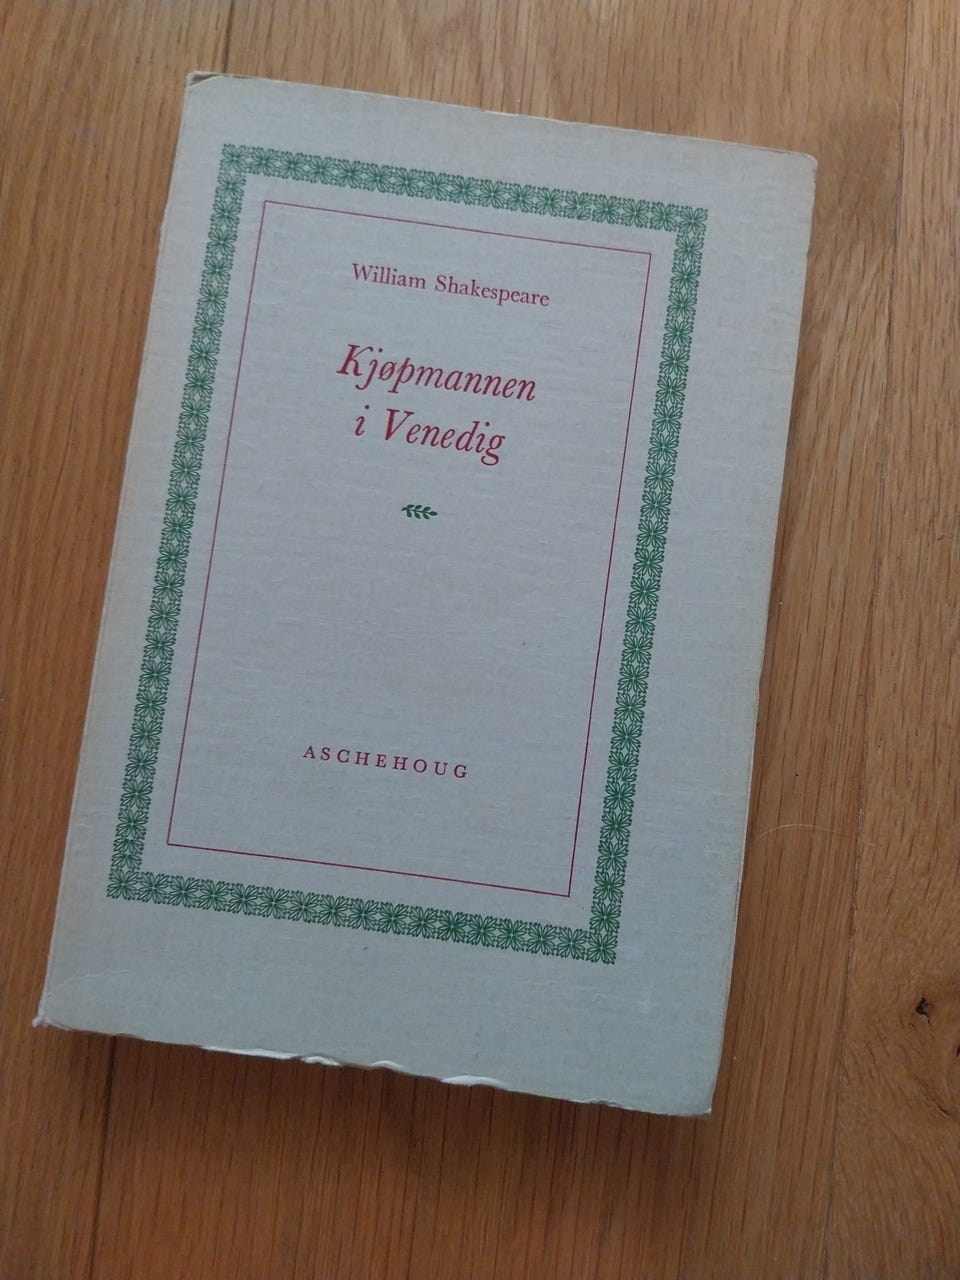 William Shakespeare
Kjøpmannen
i Venedig
ASCHEHOUG